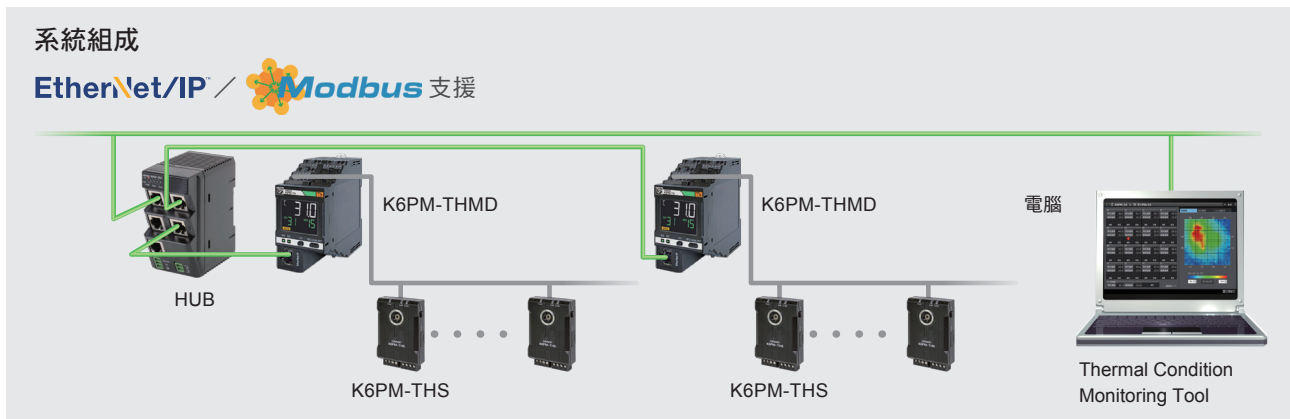 系統組成
EtherNet/IP™ / Modbus 支援
K6PM-THMD
K6PM-THMD
電腦
HUB
K6PM-THS
K6PM-THS
Thermal Condition
Monitoring Tool